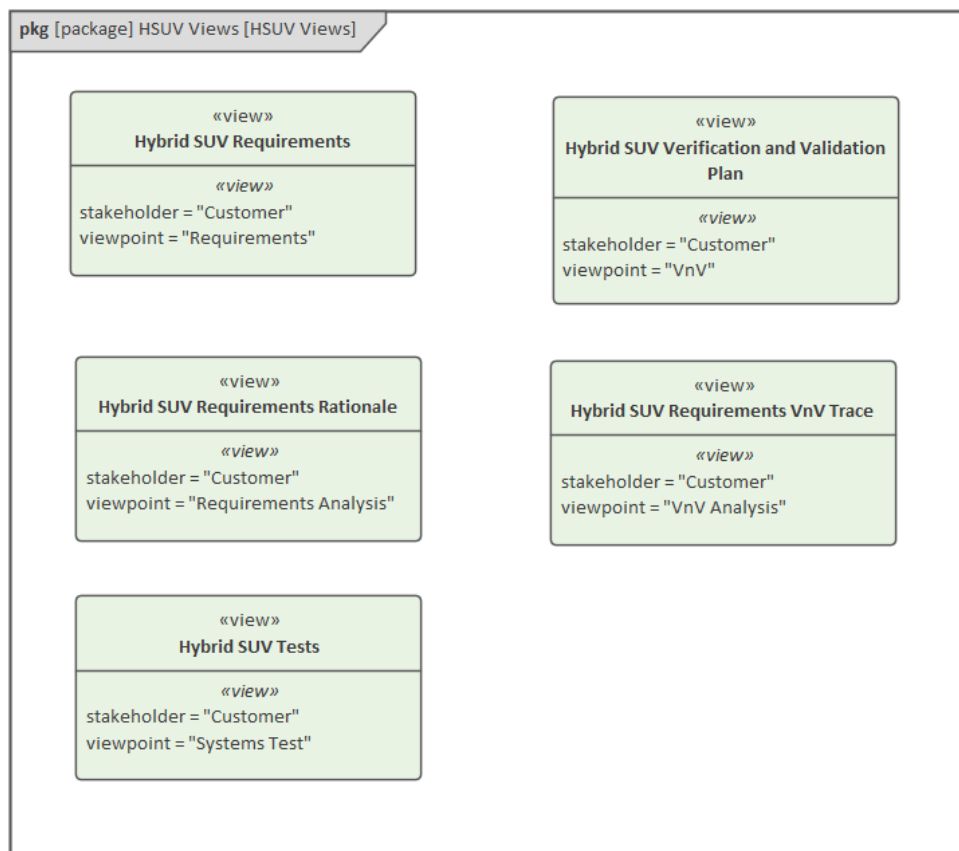 pkg [package] HSUV Views [HSUV Views]
«view»
Hybrid SUV Requirements
«view»
stakeholder = "Customer"
viewpoint = "Requirements"
«view»
Hybrid SUV Verification and Validation
Plan
«view»
stakeholder = "Customer"
viewpoint = "VnV"
«view»
Hybrid SUV Requirements Rationale
«view»
stakeholder = "Customer"
viewpoint = "Requirements Analysis"
«view»
Hybrid SUV Requirements VnV Trace
«view»
stakeholder = "Customer"
viewpoint = "VnV Analysis"
«view»
Hybrid SUV Tests
«view»
stakeholder = "Customer"
viewpoint = "Systems Test"